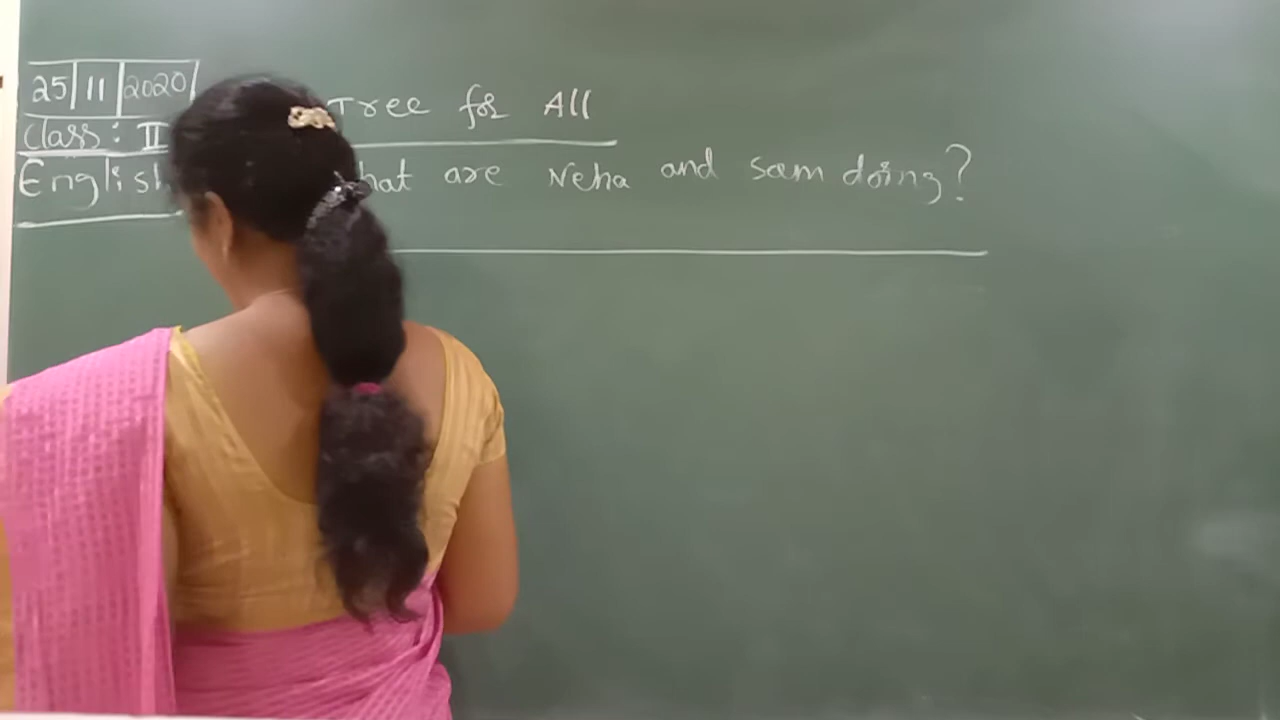 25 11 2020
Tree for All
Class: II
English
What are Neha and Sam doing?